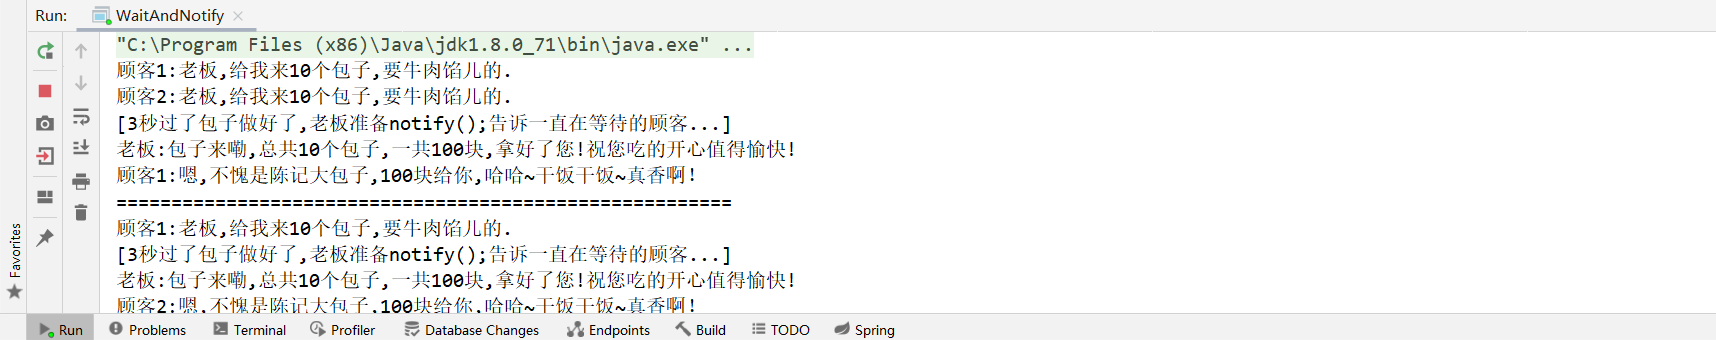 Run: WaitAndNotify
"C:\Program Files (x86)\Java\jdk1.8.0_71\bin\java.exe" ...
顾客1:老板,给我来10个包子,要牛肉馅儿的.
顾客2:老板,给我来10个包子,要牛肉馅儿的.
[3秒过了包子做好了,老板准备notify();告诉一直在等待的顾客...]
老板:包子来嘞,总共10个包子,一共100块,拿好了您!祝您吃的开心值得愉快!
顾客1:嗯,不愧是陈记大包子,100块给你,哈哈~干饭干饭~真香啊!
========================================================
顾客1:老板,给我来10个包子,要牛肉馅儿的.
[3秒过了包子做好了,老板准备notify();告诉一直在等待的顾客...]
老板:包子来嘞,总共10个包子,一共100块,拿好了您!祝您吃的开心值得愉快!
顾客2:嗯,不愧是陈记大包子,100块给你,哈哈~干饭干饭~真香啊!
Favorites
Run Problems Terminal Profiler Database Changes Endpoints Build TODO Spring